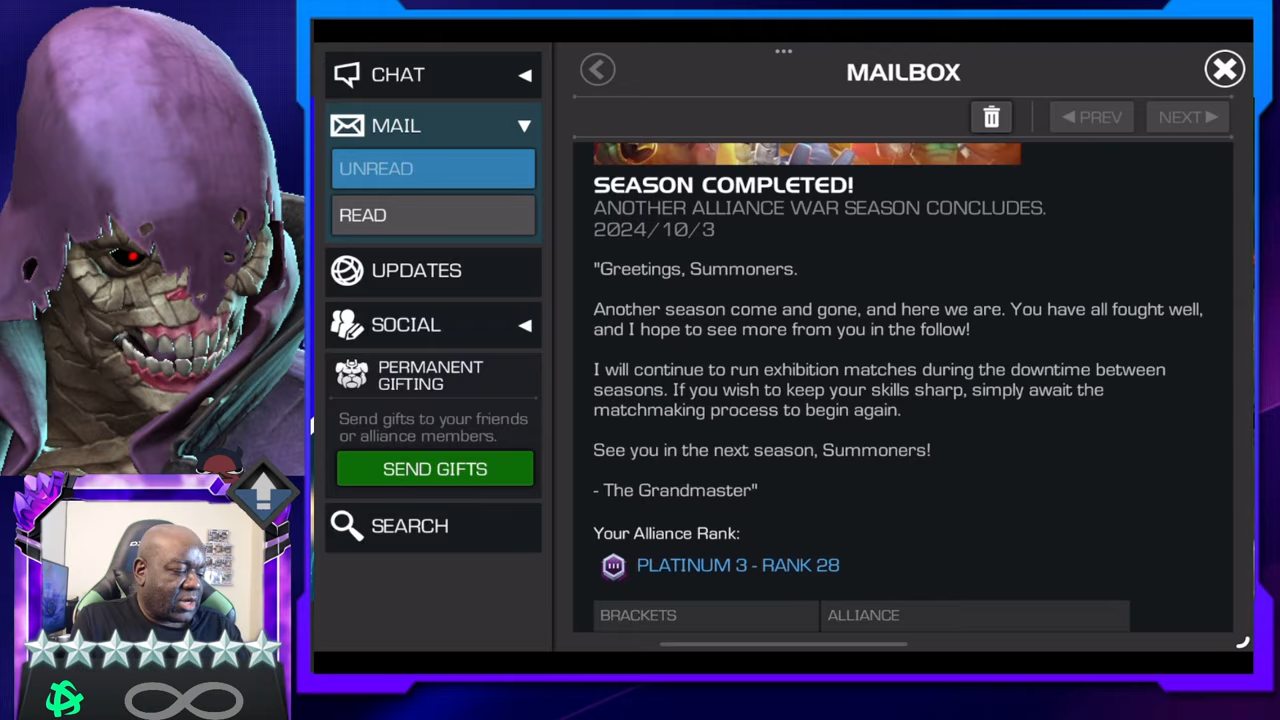 CHAT
MAIL
UNREAD
READ
UPDATES
SOCIAL
PERMANENT
GIFTING
Send gifts to your friends
or alliance members.
SEND GIFTS
SEARCH
MAILBOX
PREV
NEXT
SEASON COMPLETED!
ANOTHER ALLIANCE WAR SEASON CONCLUDES.
2024/10/3
"Greetings, Summoners.
Another season come and gone, and here we are. You have all fought well,
and I hope to see more from you in the follow!
I will continue to run exhibition matches during the downtime between
seasons. If you wish to keep your skills sharp, simply await the
matchmaking process to begin again.
See you in the next season, Summoners!
- The Grandmaster"
Your Alliance Rank:
PLATINUM 3 - RANK 28
BRACKETS
ALLIANCE